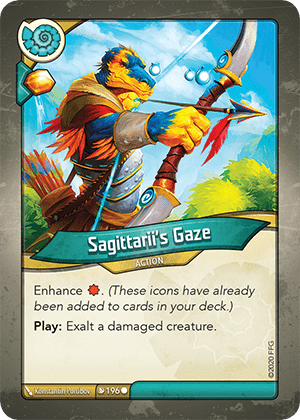 Sagittarii's Gaze
ACTION
Enhance . (These icons have already
been added to cards in your deck.)
Play: Exalt a damaged creature.
©2020 FFG
Konstantin Porubov
196